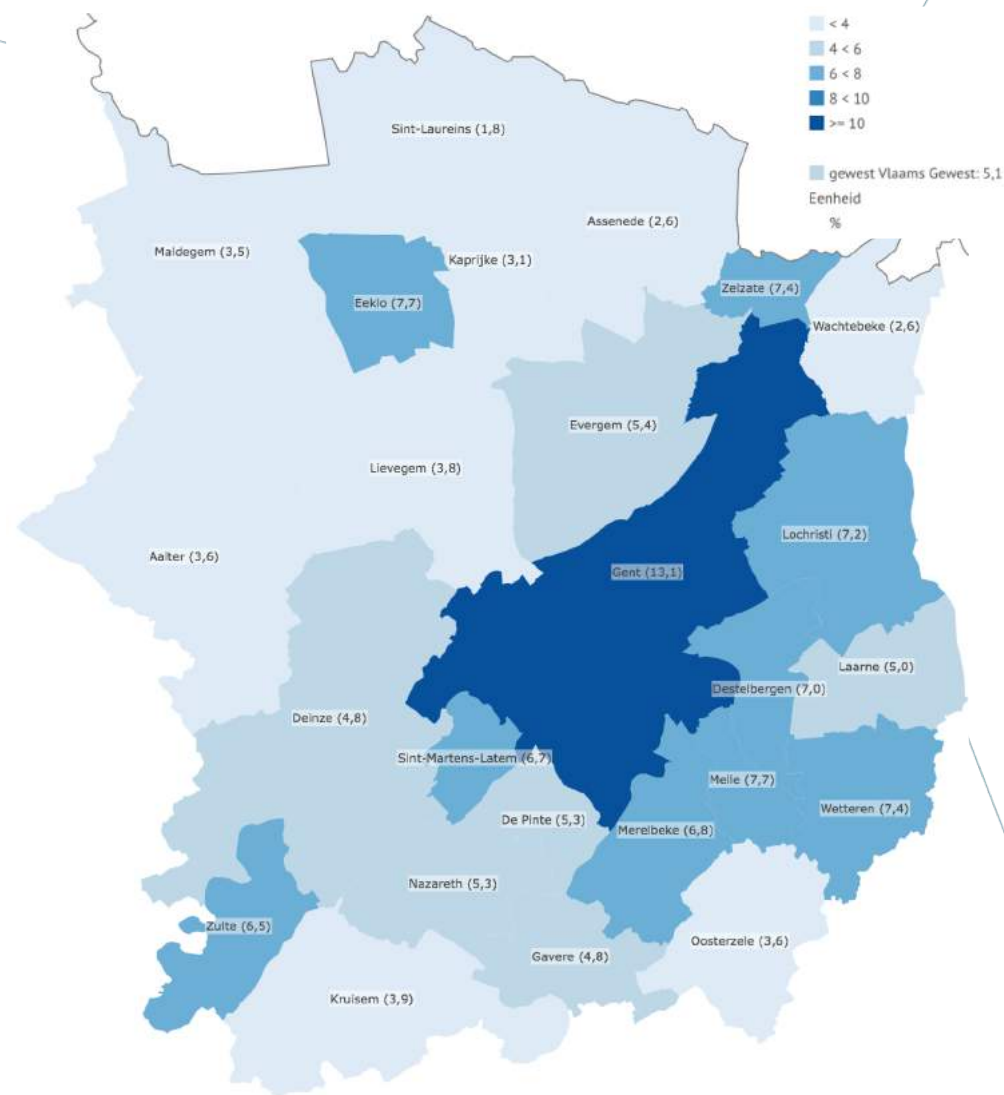 < 4
4 < 6
6 < 8
8 < 10
>= 10
gewest Vlaams Gewest: 5,1
Eenheid
%
Sint-Laureins (1,8)
Assenede (2,6)
Maldegem (3,5)
Kaprijke (3,1)
Eeklo (7,7)
Zelzate (7,4)
Wachtebeke (2,6)
Evergem (5,4)
Lievegem (3,8)
Lochristi (7,2)
Aalter (3,6)
Gent (13,1)
Laarne (5,0)
Destelbergen (7,0)
Deinze (4,8)
Sint-Martens-Latem (6,7)
Melle (7,7)
Wetteren (7,4)
De Pinte (5,3)
Merelbeke (6,8)
Nazareth (5,3)
Zulte (6,5)
Oosterzele (3,6)
Gavere (4,8)
Kruisem (3,9)